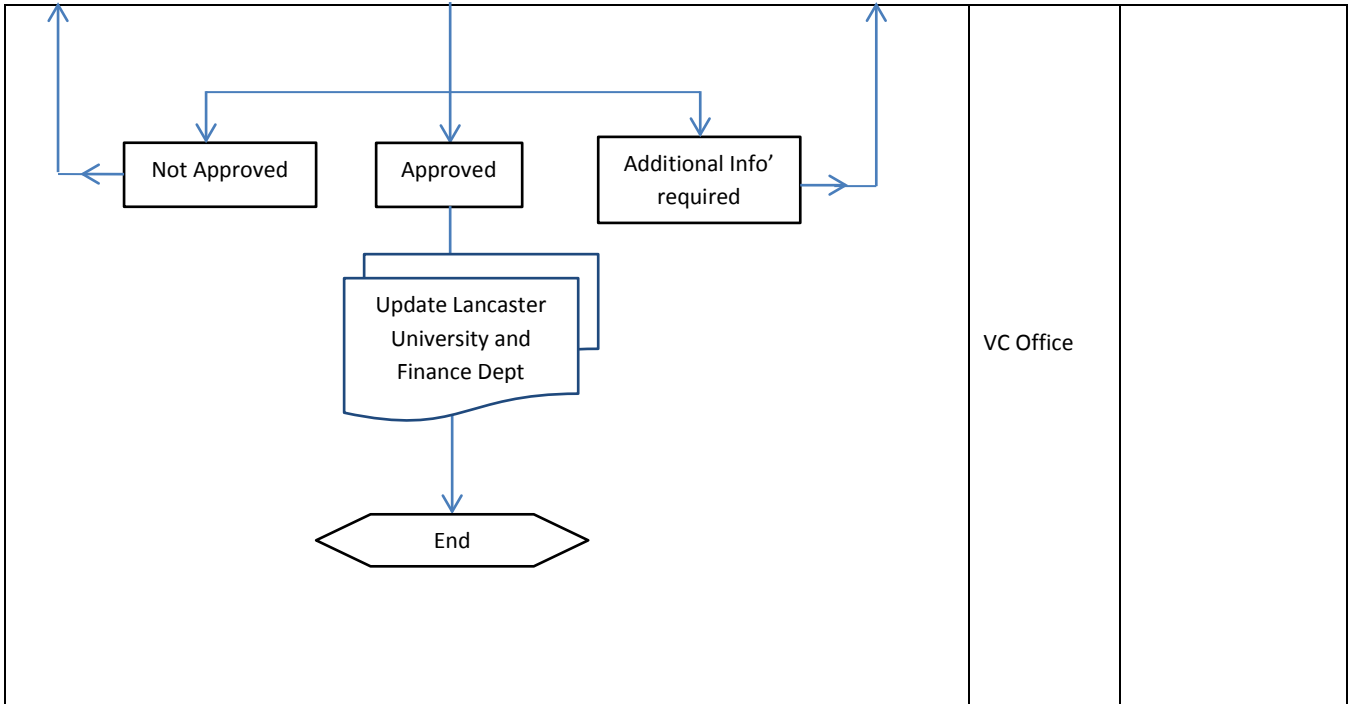 Not Approved
Approved
Additional Info’
required
Update Lancaster
University and
Finance Dept
VC Office
End